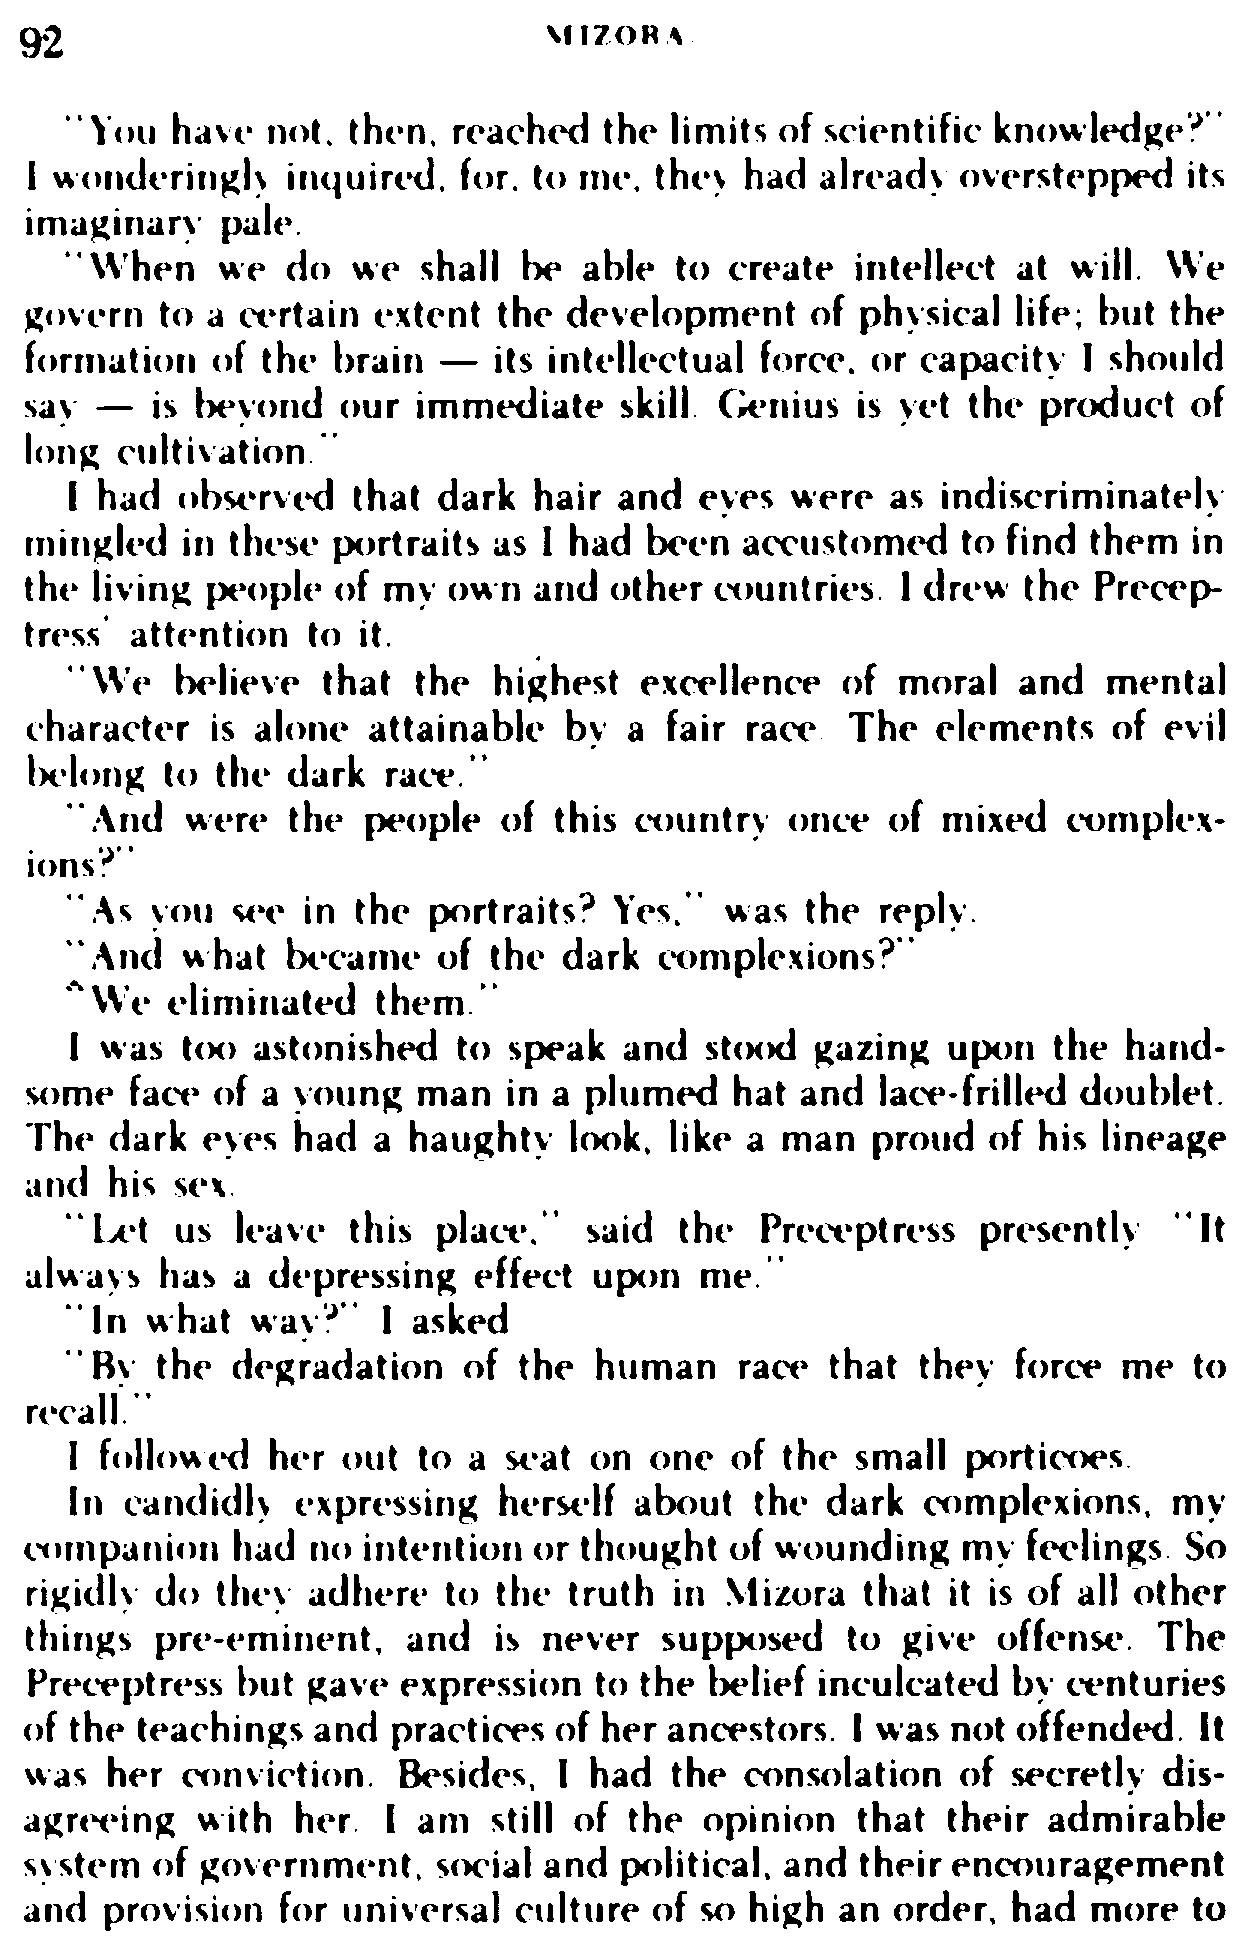 92 MIZORA
"You have not, then, reached the limits of scientific knowledge?"
I wonderingly inquired, for, to me, they had already overstepped its
imaginary pale.
"When we do we shall be able to create intellect at will. We
govern to a certain extent the development of physical life; but the
formation of the brain — its intellectual force, or capacity I should
say — is beyond our immediate skill. Genius is yet the product of
long cultivation."
I had observed that dark hair and eyes were as indiscriminately
mingled in these portraits as I had been accustomed to find them in
the living people of my own and other countries. I drew the Precep-
tress' attention to it.
"We believe that the highest excellence of moral and mental
character is alone attainable by a fair race. The elements of evil
belong to the dark race."
"And were the people of this country once of mixed complex-
ions?"
"As you see in the portraits? Yes," was the reply.
"And what became of the dark complexions?"
"We eliminated them."
I was too astonished to speak and stood gazing upon the hand-
some face of a young man in a plumed hat and lace-frilled doublet.
The dark eyes had a haughty look, like a man proud of his lineage
and his sex.
"Let us leave this place," said the Preceptress presently "It
always has a depressing effect upon me."
"In what way?" I asked
"By the degradation of the human race that they force me to
recall."
I followed her out to a seat on one of the small porticoes.
In candidly expressing herself about the dark complexions, my
companion had no intention or thought of wounding my feelings. So
rigidly do they adhere to the truth in Mizora that it is of all other
things pre-eminent, and is never supposed to give offense. The
Preceptress but gave expression to the belief inculcated by centuries
of the teachings and practices of her ancestors. I was not offended. It
was her conviction. Besides, I had the consolation of secretly dis-
agreeing with her. I am still of the opinion that their admirable
system of government, social and political, and their encouragement
and provision for universal culture of so high an order, had more to